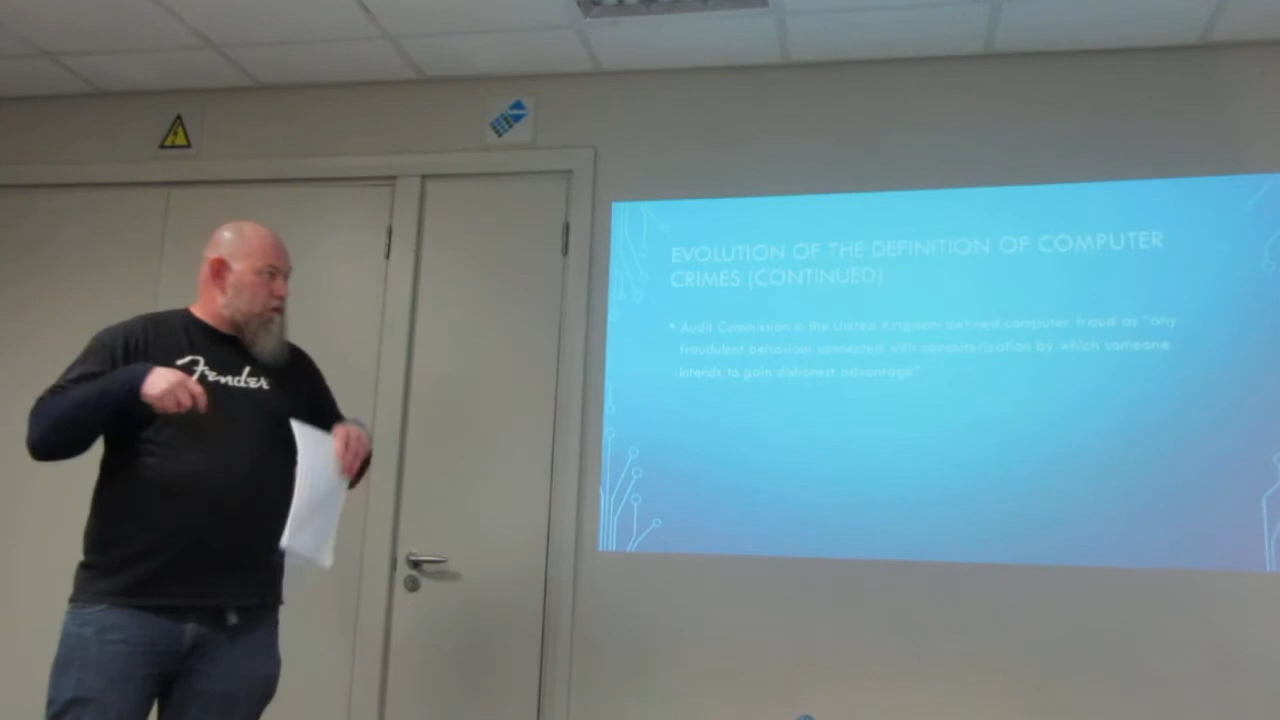 Fender
EVOLUTION OF THE DEFINITION OF COMPUTER
CRIMES (CONTINUED)
• Audit Commission in the United Kingdom defined computer fraud as "any
fraudulent behaviour connected with computerization by which someone
intends to gain dishonest advantage"